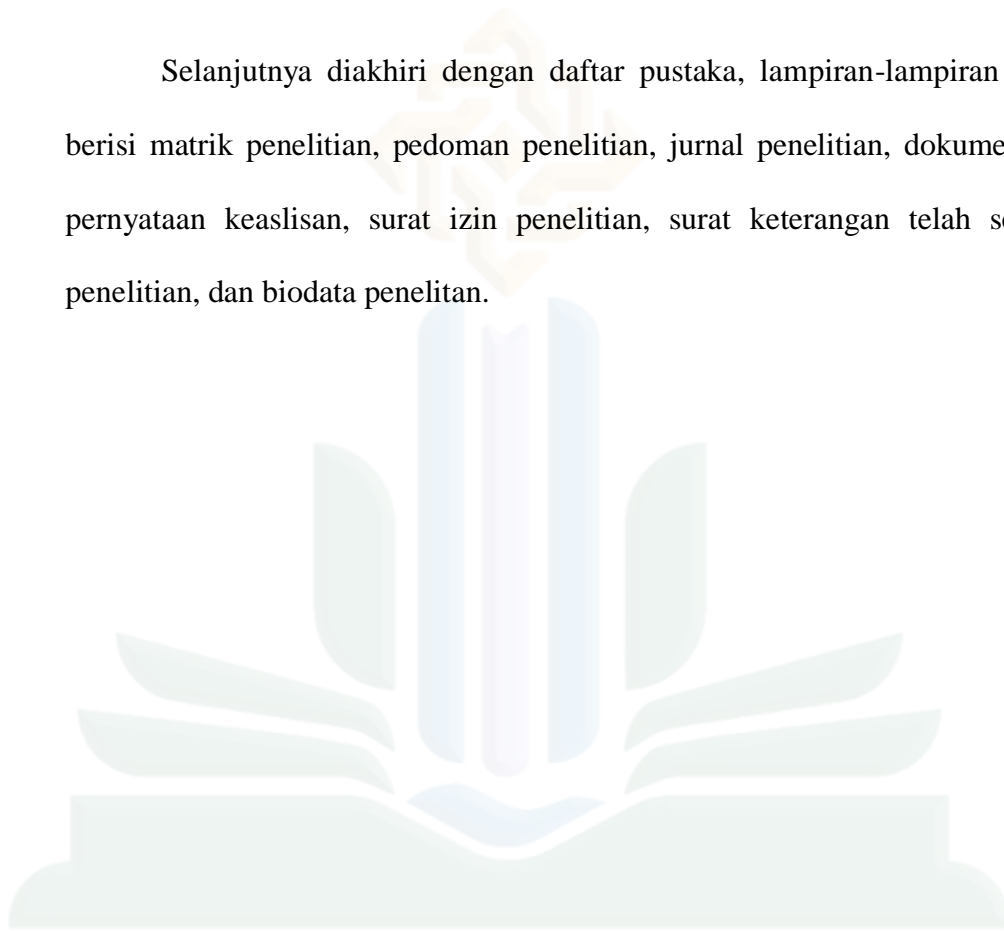 Selanjutnya diakhiri dengan daftar pustaka, lampiran-lampiran
berisi matrik penelitian, pedoman penelitian, jurnal penelitian,
pernyataan keaslisan, surat izin penelitian, surat keterangan telah
penelitian, dan biodata penelitan.